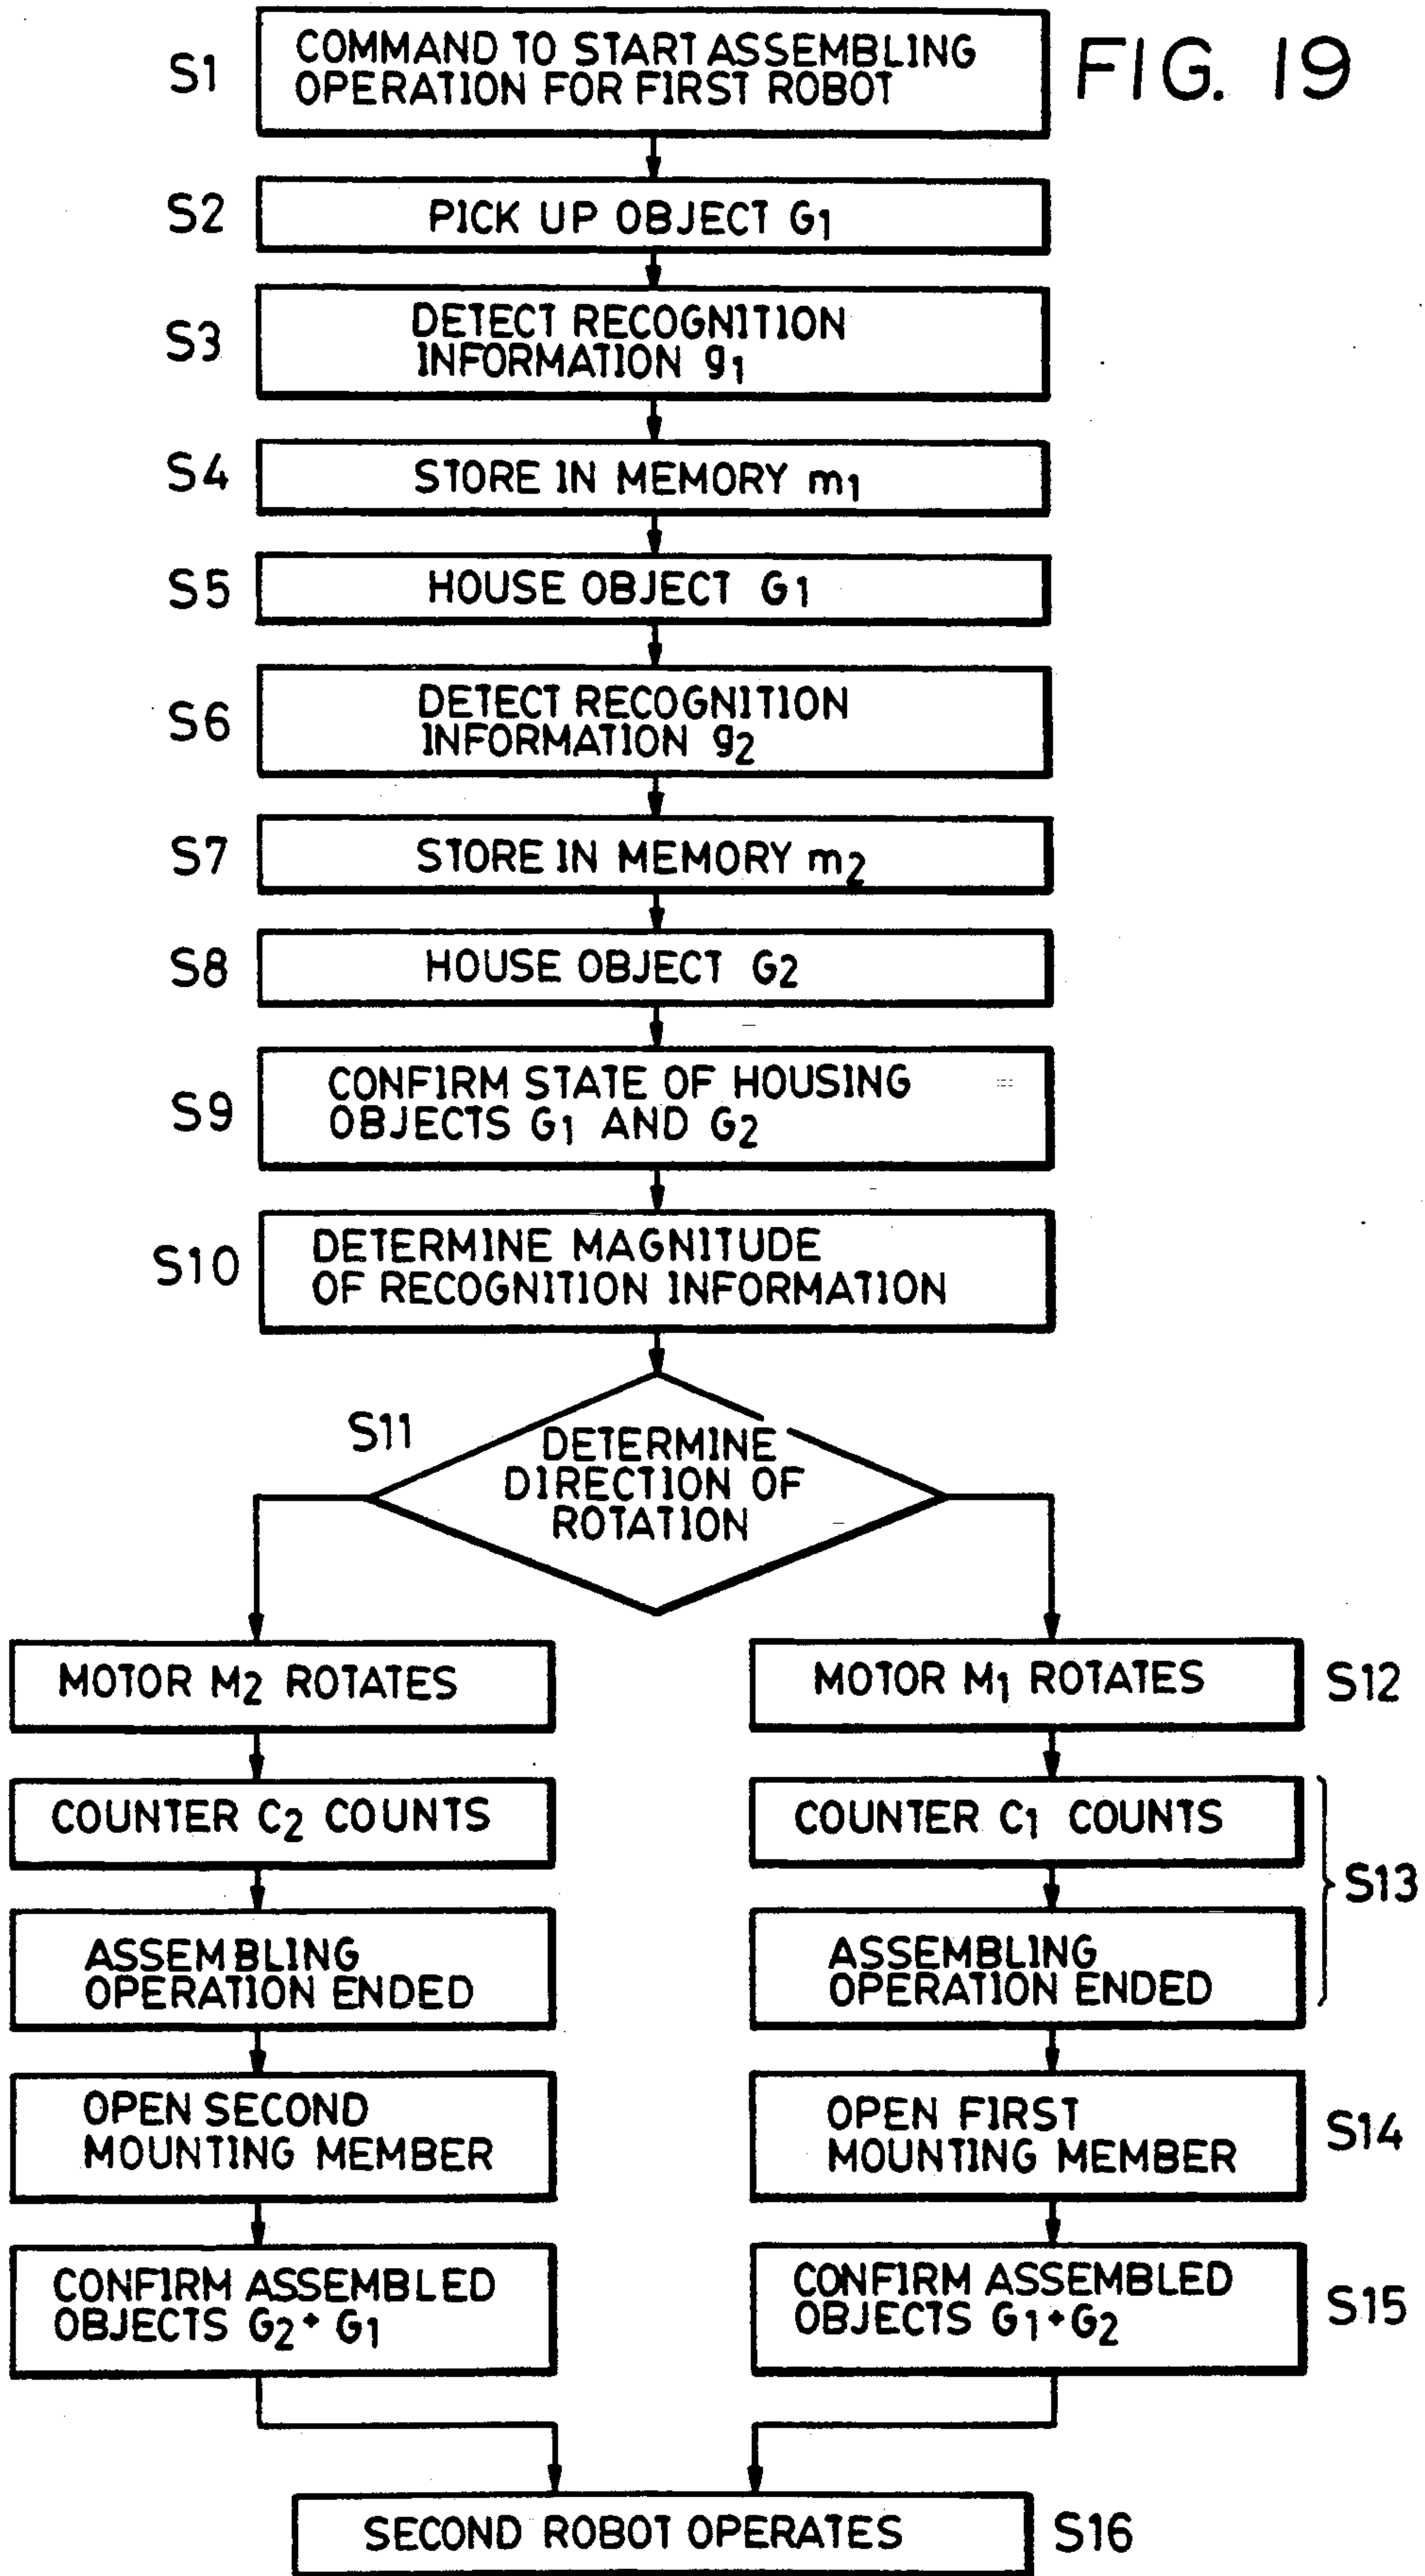 FIG. 19
S1
COMMAND TO START ASSEMBLING
OPERATION FOR FIRST ROBOT
S2
PICK UP OBJECT G1
S3
DETECT RECOGNITION
INFORMATION g1
S4
STORE IN MEMORY m1
S5
HOUSE OBJECT G1
S6
DETECT RECOGNITION
INFORMATION g2
S7
STORE IN MEMORY m2
S8
HOUSE OBJECT G2
S9
CONFIRM STATE OF HOUSING
OBJECTS G1 AND G2
S10
DETERMINE MAGNITUDE
OF RECOGNITION INFORMATION
S11
DETERMINE
DIRECTION OF
ROTATION
MOTOR M2 ROTATES
COUNTER C2 COUNTS
ASSEMBLING
OPERATION ENDED
OPEN SECOND
MOUNTING MEMBER
CONFIRM ASSEMBLED
OBJECTS G2+ G1
MOTOR M1 ROTATES
S12
COUNTER C1 COUNTS
ASSEMBLING
OPERATION ENDED
S13
OPEN FIRST
MOUNTING MEMBER
S14
CONFIRM ASSEMBLED
OBJECTS G1+G2
S15
SECOND ROBOT OPERATES
S16